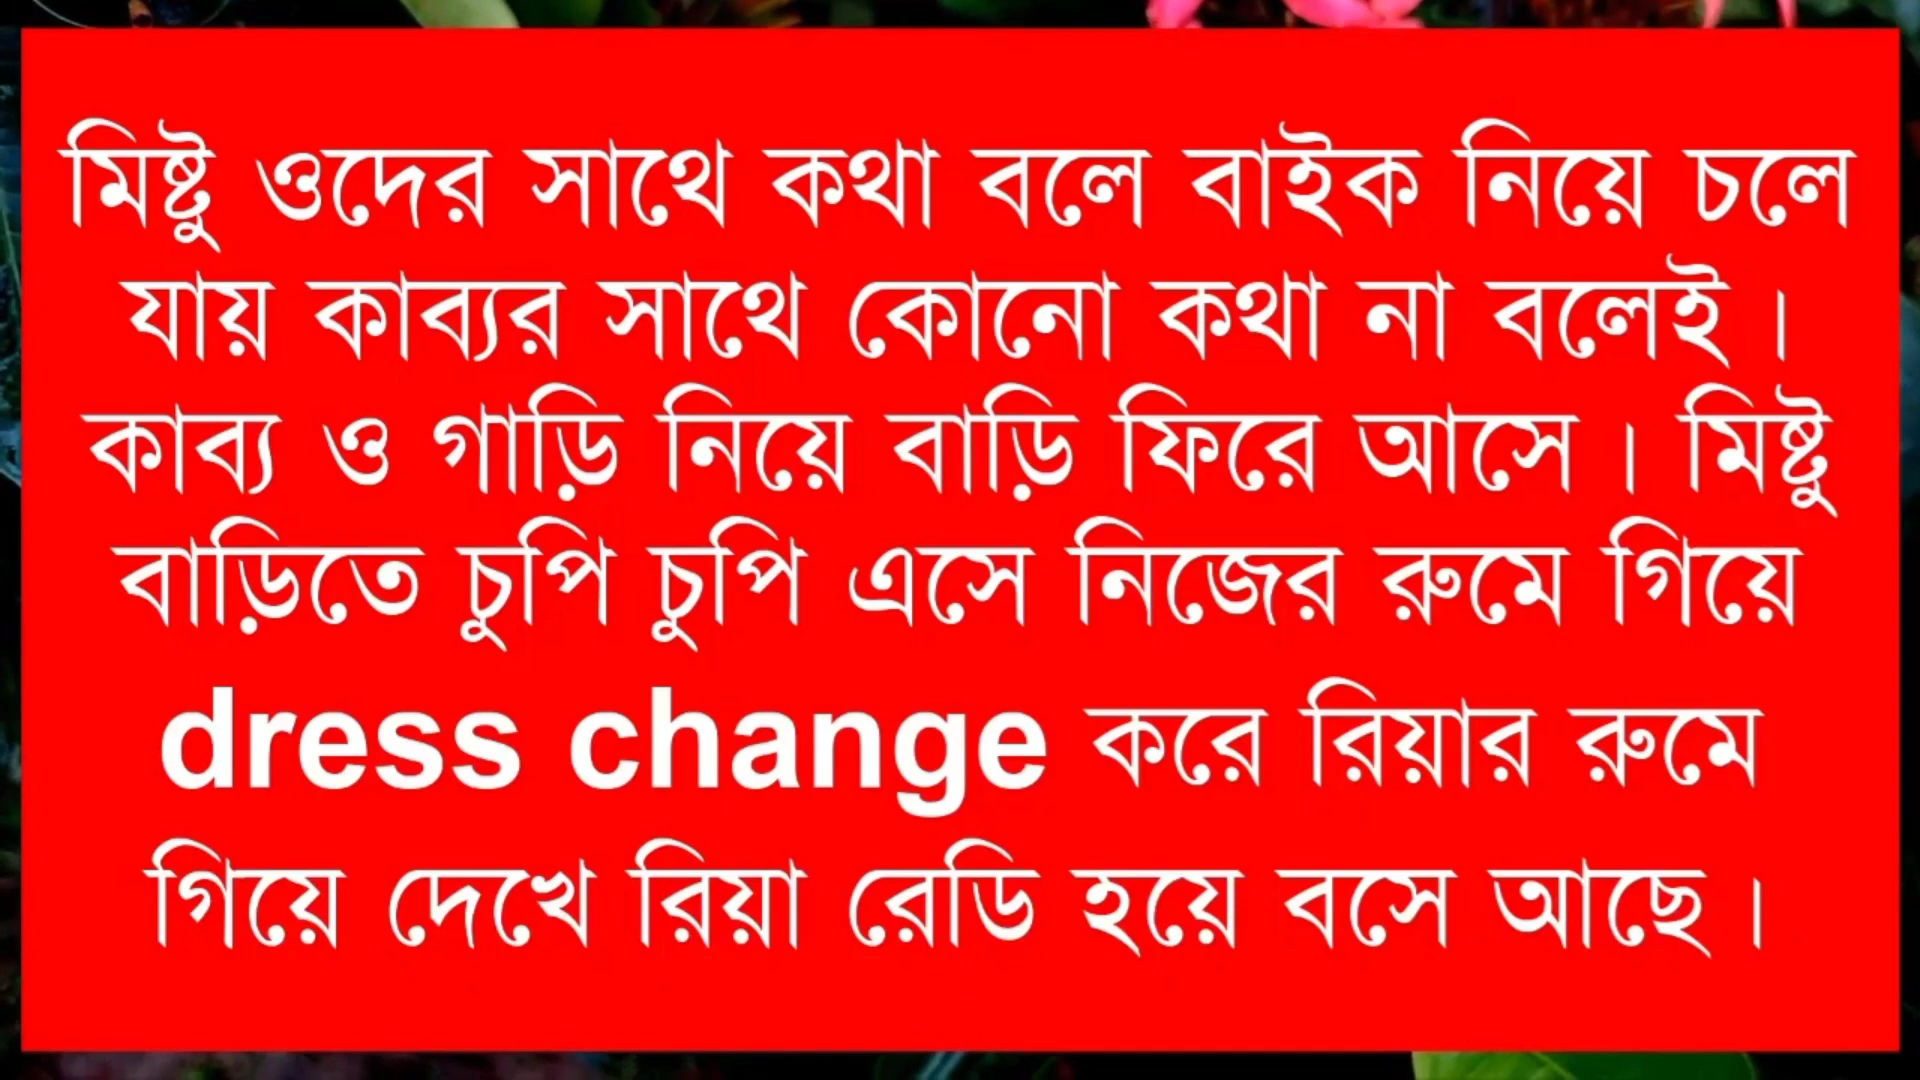 মিষ্টু ওদের সাথে কথা বলে বাইক নিয়ে চলে
যায় কাব্যর সাথে কোনো কথা না বলেই ।
কাব্য ও গাড়ি নিয়ে বাড়ি ফিরে আসে । মিষ্টু
বাড়িতে চুপি চুপি এসে নিজের রুমে গিয়ে
dress change করে রিয়ার রুমে
গিয়ে দেখে রিয়া রেডি হয়ে বসে আছে ।